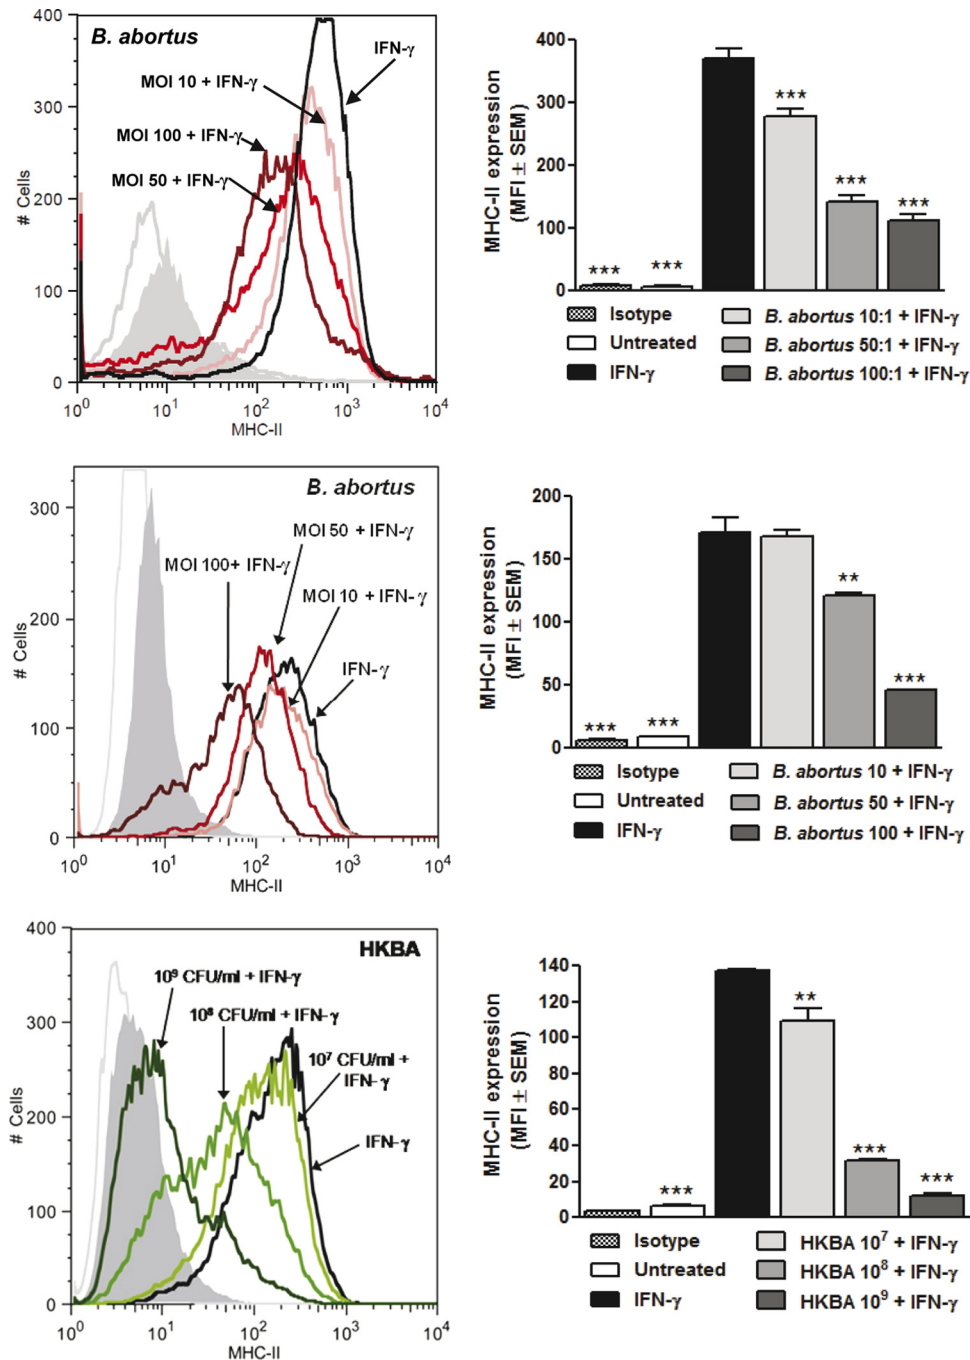 B. abortus
IFN-γ
MOI 10 + IFN-γ
MOI 100 + IFN-γ
MOI 50 + IFN-γ
# Cells
400
300
200
100
0
10^0 10^1 10^2 10^3 10^4
MHC-II
MHC-II expression
(MFI ± SEM)
400
300
200
100
0
*** *** *** *** ***
Isotype
Untreated
IFN-γ
B. abortus 10:1 + IFN-γ
B. abortus 50:1 + IFN-γ
B. abortus 100:1 + IFN-γ
B. abortus
MOI 50 + IFN-γ
MOI 100+ IFN-γ
MOI 10 + IFN-γ
IFN-γ
# Cells
300
200
100
0
10^0 10^1 10^2 10^3 10^4
MHC-II
MHC-II expression
(MFI ± SEM)
200
150
100
50
0
*** *** ** ***
Isotype
Untreated
IFN-γ
B. abortus 10 + IFN-γ
B. abortus 50 + IFN-γ
B. abortus 100 + IFN-γ
HKBA
10^9 CFU/ml + IFN-γ
10^8 CFU/ml + IFN-γ
10^7 CFU/ml +
IFN-γ
IFN-γ
# Cells
400
300
200
100
0
10^0 10^1 10^2 10^3 10^4
MHC-II
MHC-II expression
(MFI ± SEM)
140
120
100
80
60
40
20
0
*** ** *** ***
Isotype
Untreated
IFN-γ
HKBA 10^7 + IFN-γ
HKBA 10^8 + IFN-γ
HKBA 10^9 + IFN-γ